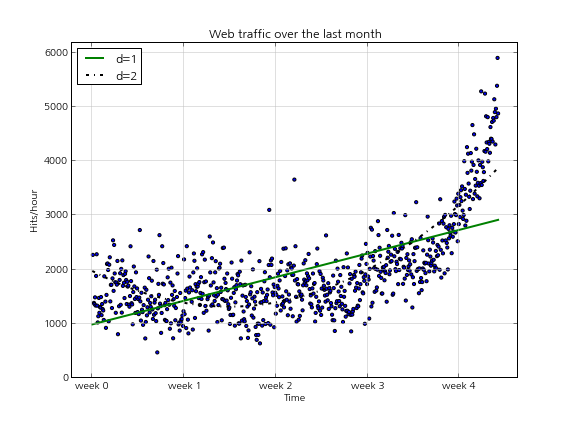 Web traffic over the last month
d=1
d=2
6000
5000
4000
3000
2000
1000
0
Hits/hour
week 0 week 1 week 2 week 3 week 4
Time